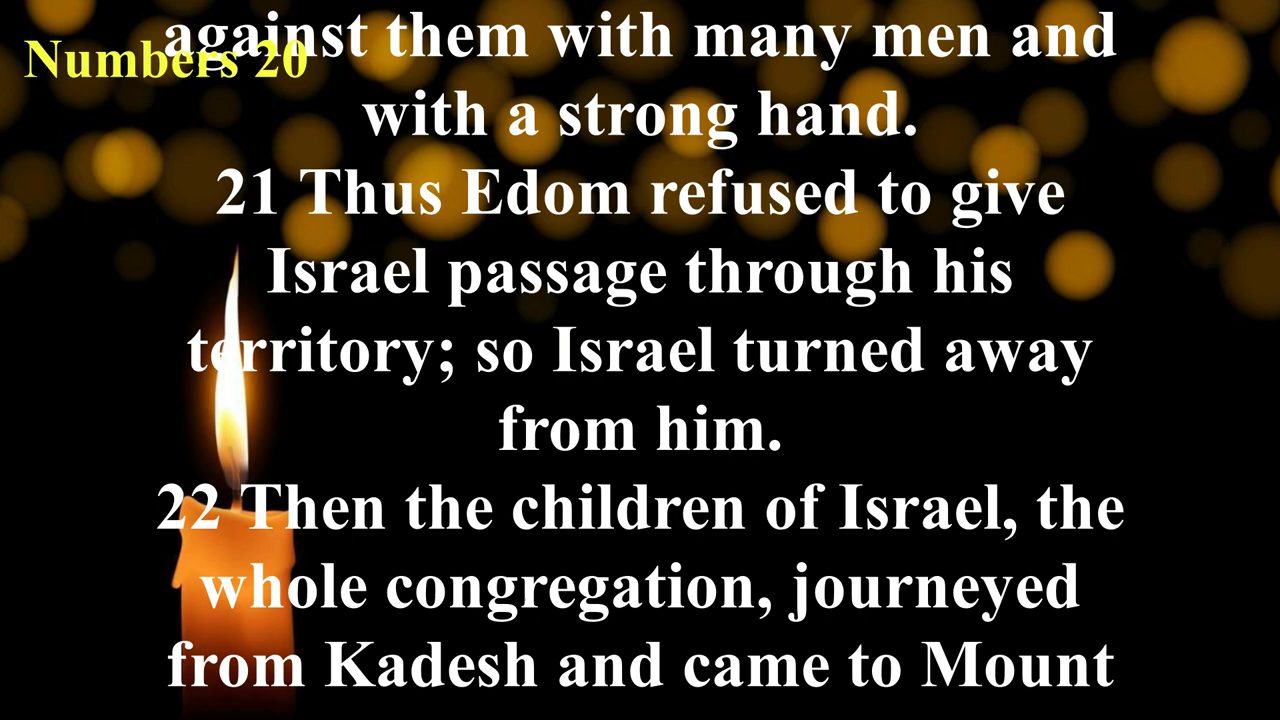 Numbers 20
against them with many men and
with a strong hand.
21 Thus Edom refused to give
Israel passage through his
territory; so Israel turned away
from him.
22 Then the children of Israel, the
whole congregation, journeyed
from Kadesh and came to Mount